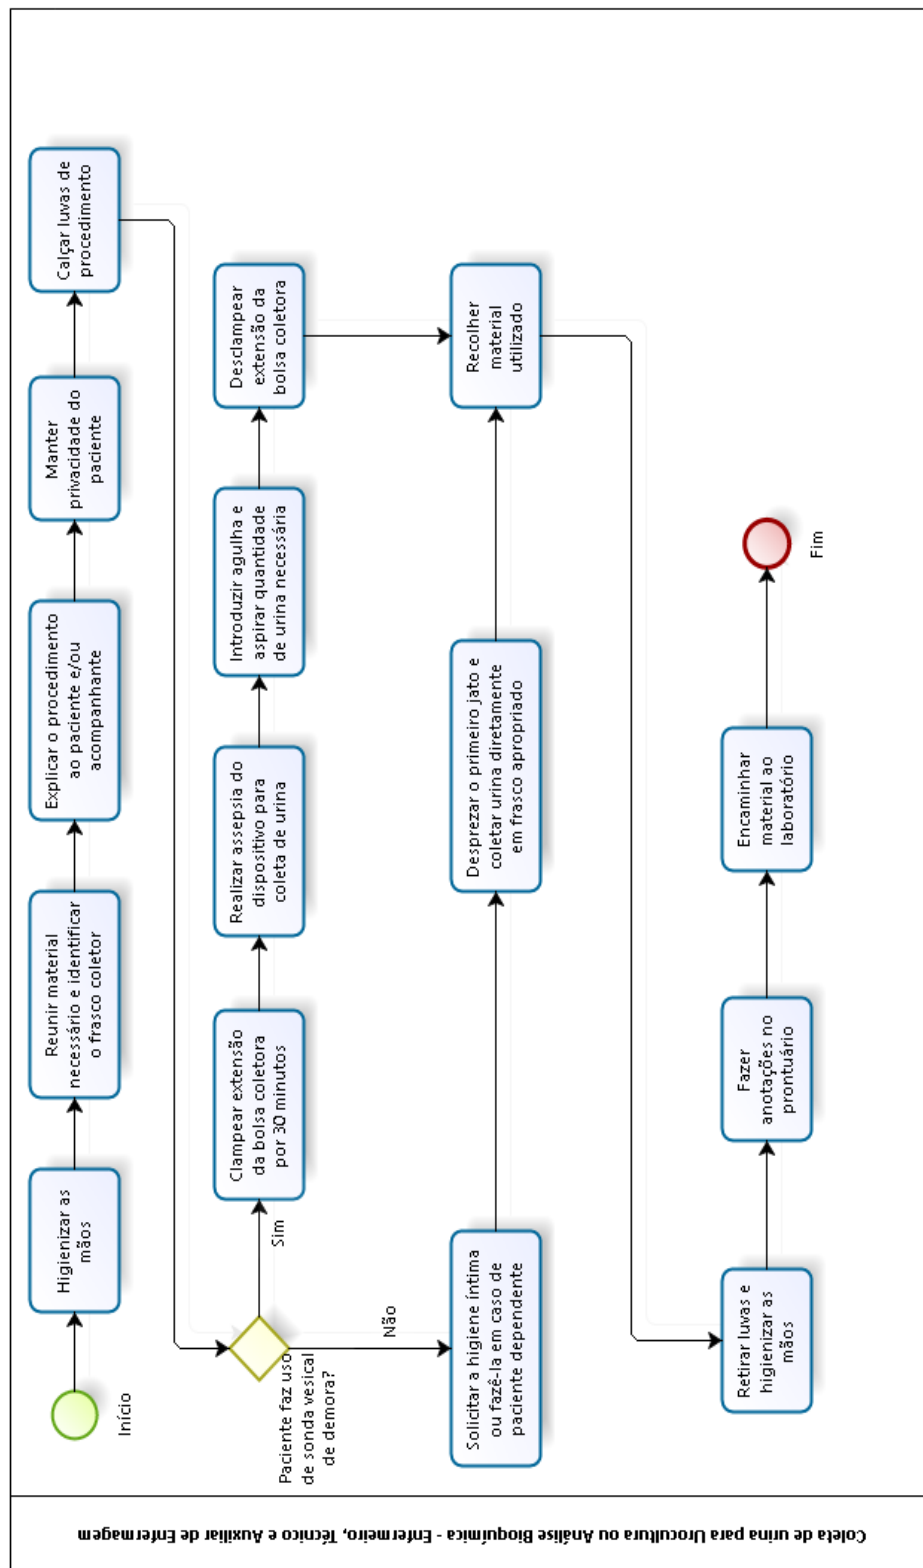 Coleta de urina para Urocultura ou Análise Bioquímica - Enfermeiro, Técnico e Auxiliar de Enfermagem
Início
Higienizar as
mãos
Reunir material
necessário e identificar
o frasco coletor
Explicar o procedimento
ao paciente e/ou
acompanhante
Manter
privacidade do
paciente
Calçar luvas de
procedimento
Paciente faz uso
de sonda vesical
de demora?
Sim
Clampear extensão
da bolsa coletora
por 30 minutos
Realizar assepsia do
dispositivo para
coleta de urina
Introduzir agulha e
aspirar quantidade
de urina necessária
Desclampear
extensão da
bolsa coletora
Não
Solicitar a higiene íntima
ou fazê-la em caso de
paciente dependente
Desprezar o primeiro jato e
coletar urina diretamente
em frasco apropriado
Recolher
material
utilizado
Retirar luvas e
higienizar as
mãos
Fazer
anotações no
prontuário
Encaminhar
material ao
laboratório
Fim